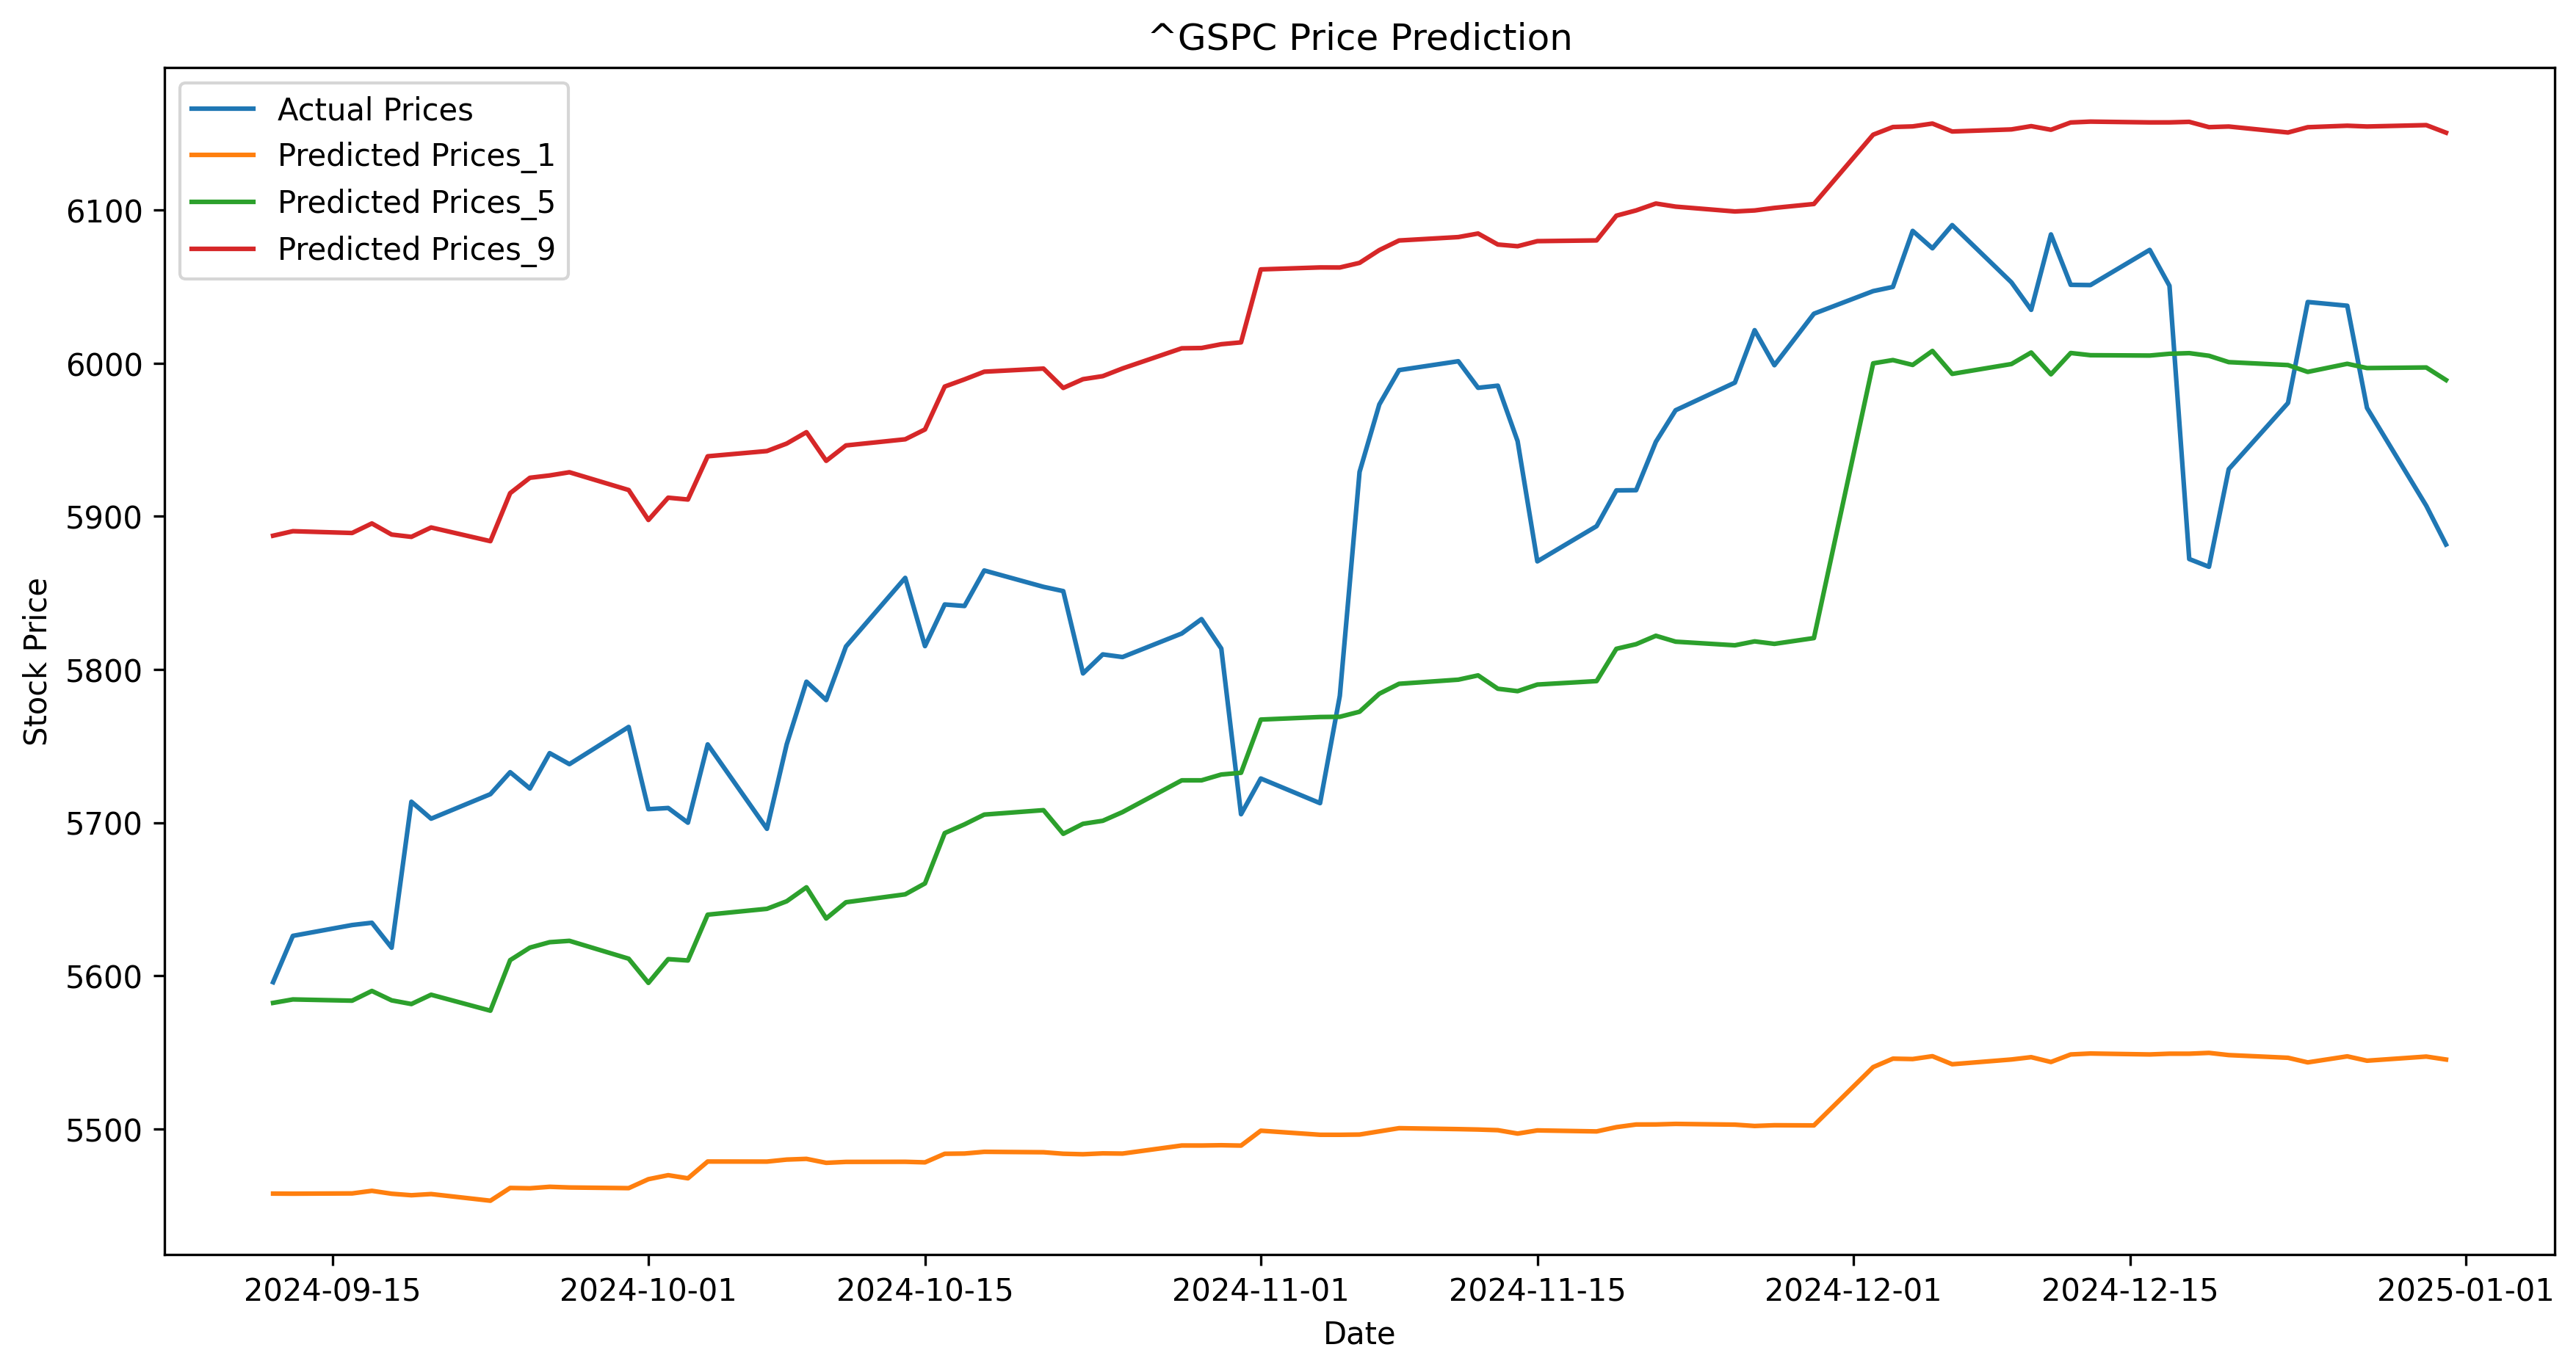 ^GSPC Price Prediction
Actual Prices
Predicted Prices_1
Predicted Prices_5
Predicted Prices_9
6100
6000
5900
5800
5700
5600
5500
Stock Price
2024-09-15 2024-10-01 2024-10-15 2024-11-01 2024-11-15 2024-12-01 2024-12-15 2025-01-01
Date